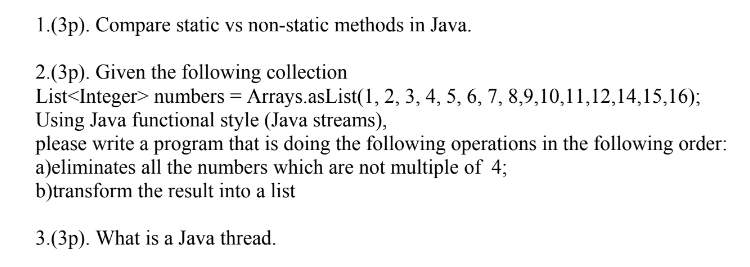 1.(3p). Compare static vs non-static methods in Java.
2.(3p). Given the following collection
List<Integer> numbers = Arrays.asList(1, 2, 3, 4, 5, 6, 7, 8,9,10,11,12,14,15,16);
Using Java functional style (Java streams),
please write a program that is doing the following operations in the following order:
a)eliminates all the numbers which are not multiple of  4;
b)transform the result into a list
3.(3p). What is a Java thread.